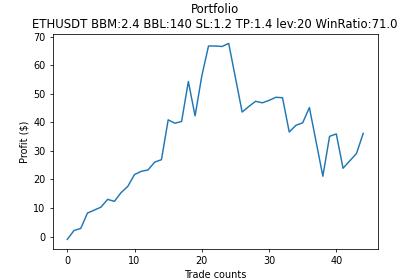 Portfolio
ETHUSDT BBM:2.4 BBL:140 SL:1.2 TP:1.4 lev:20 WinRatio:71.0
70
60
50
40
30
20
10
0
Profit ($)
0 10 20 30 40
Trade counts